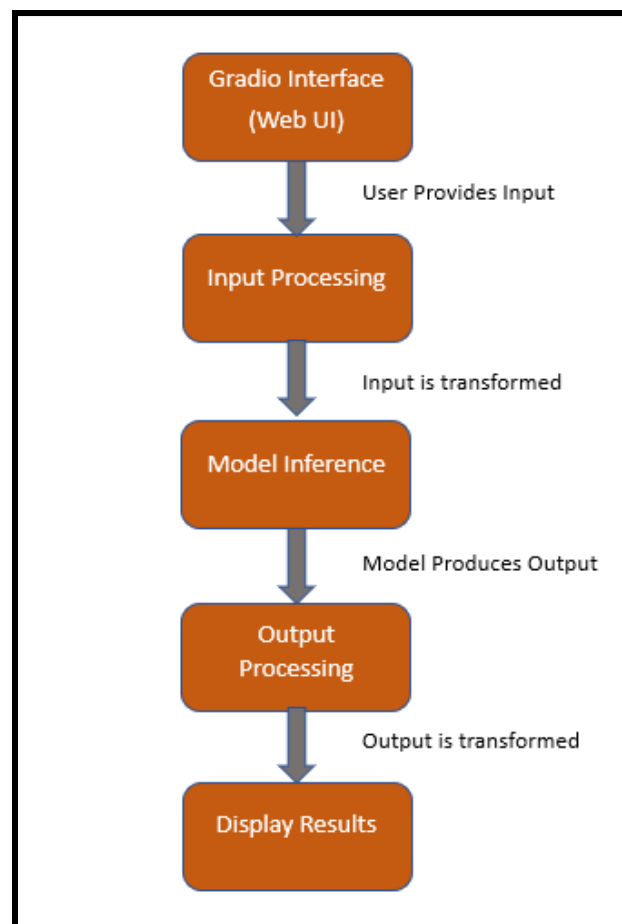 Gradio Interface
(Web UI)
User Provides Input
Input Processing
Input is transformed
Model Inference
Model Produces Output
Output
Processing
Output is transformed
Display Results